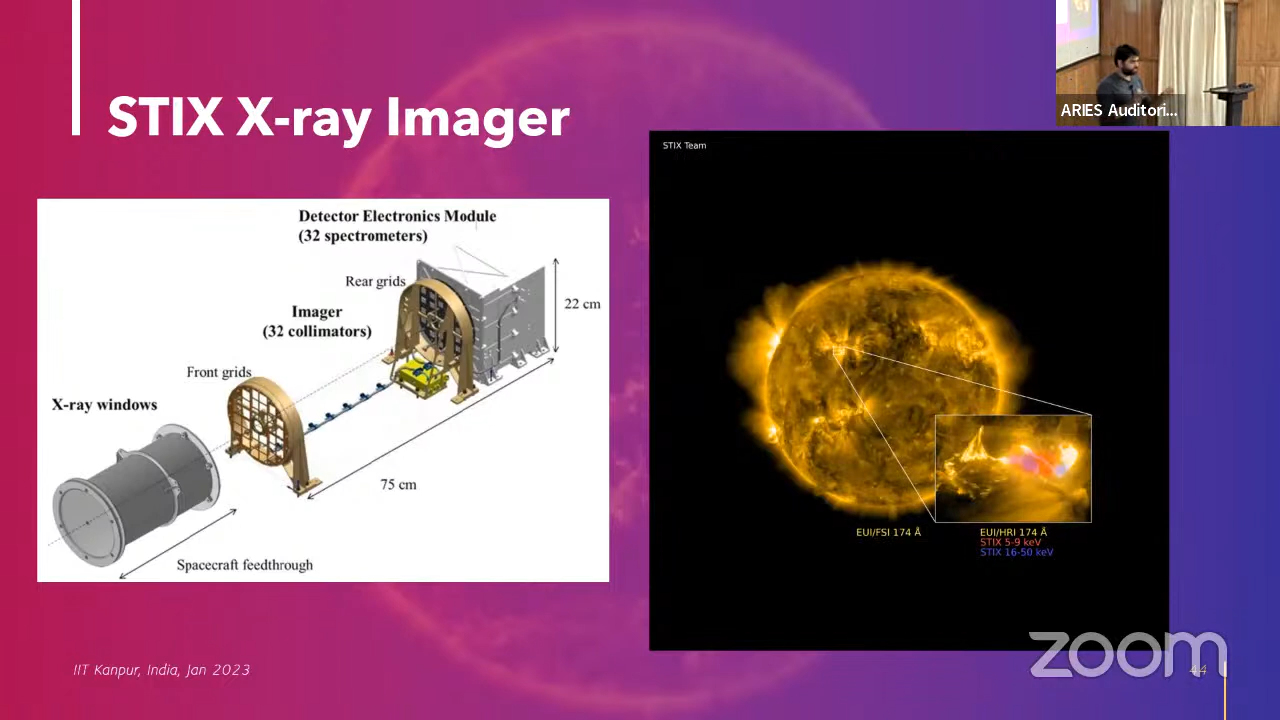 STIX X-ray Imager
ARIES Auditori...
Detector Electronics Module
(32 spectrometers)
Rear grids
22 cm
Imager
(32 collimators)
Front grids
X-ray windows
75 cm
Spacecraft feedthrough
STIX Team
EUI/FSI 174 Å
EUI/HRI 174 Å
STIX 5-9 keV
STIX 16-50 keV
IIT Kanpur, India, Jan 2023
zoom
44